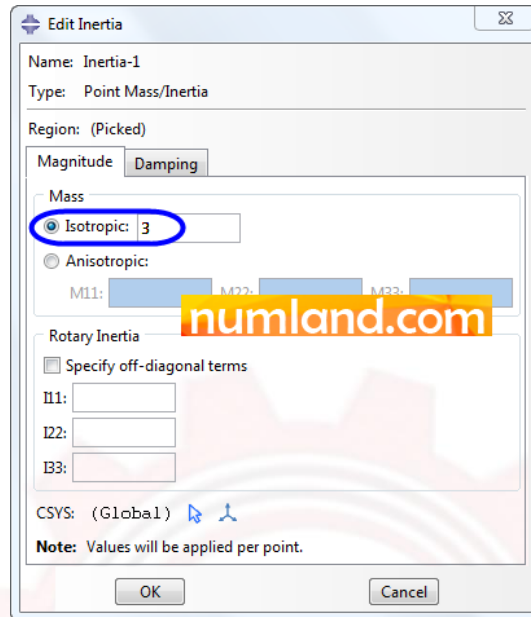 Edit Inertia
Name: Inertia-1
Type: Point Mass/Inertia
Region: (Picked)
Magnitude Damping
Mass
Isotropic: 3
Anisotropic:
M11: M22: M33:
numland.com
Rotary Inertia
Specify off-diagonal terms
I11:
I22:
I33:
CSYS: (Global)
Note: Values will be applied per point.
OK Cancel